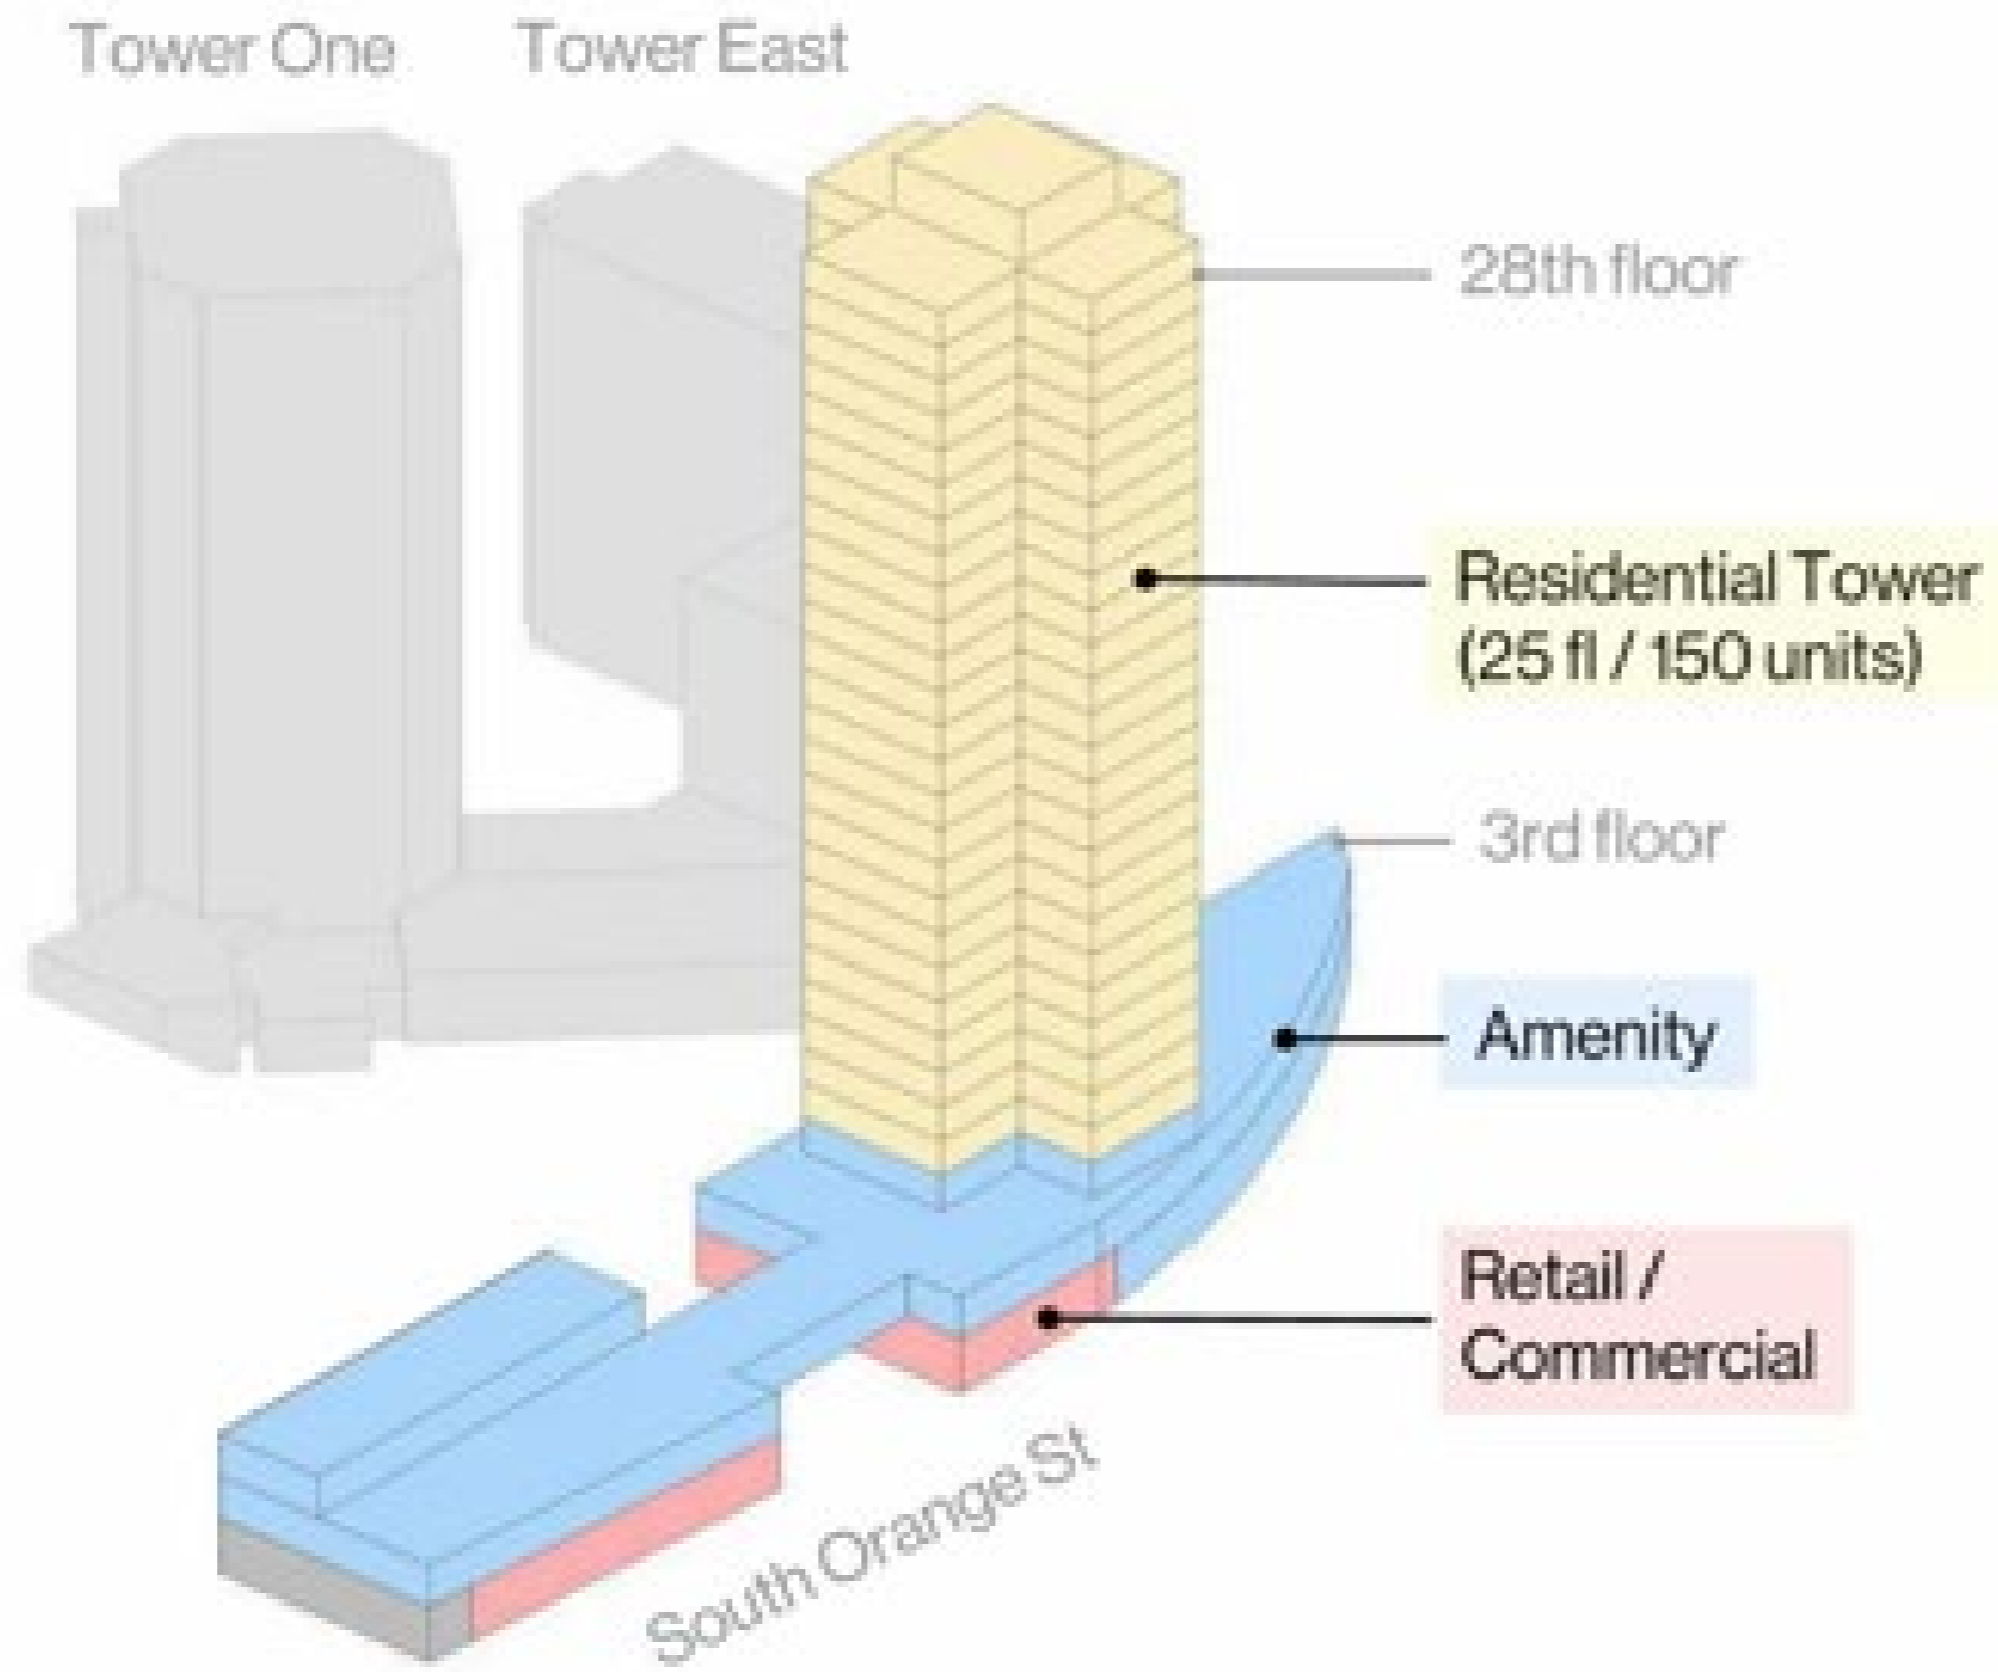 Tower One
Tower East
28th floor
Residential Tower
(25 fl / 150 units)
3rd floor
Amenity
Retail /
Commercial
South Orange St